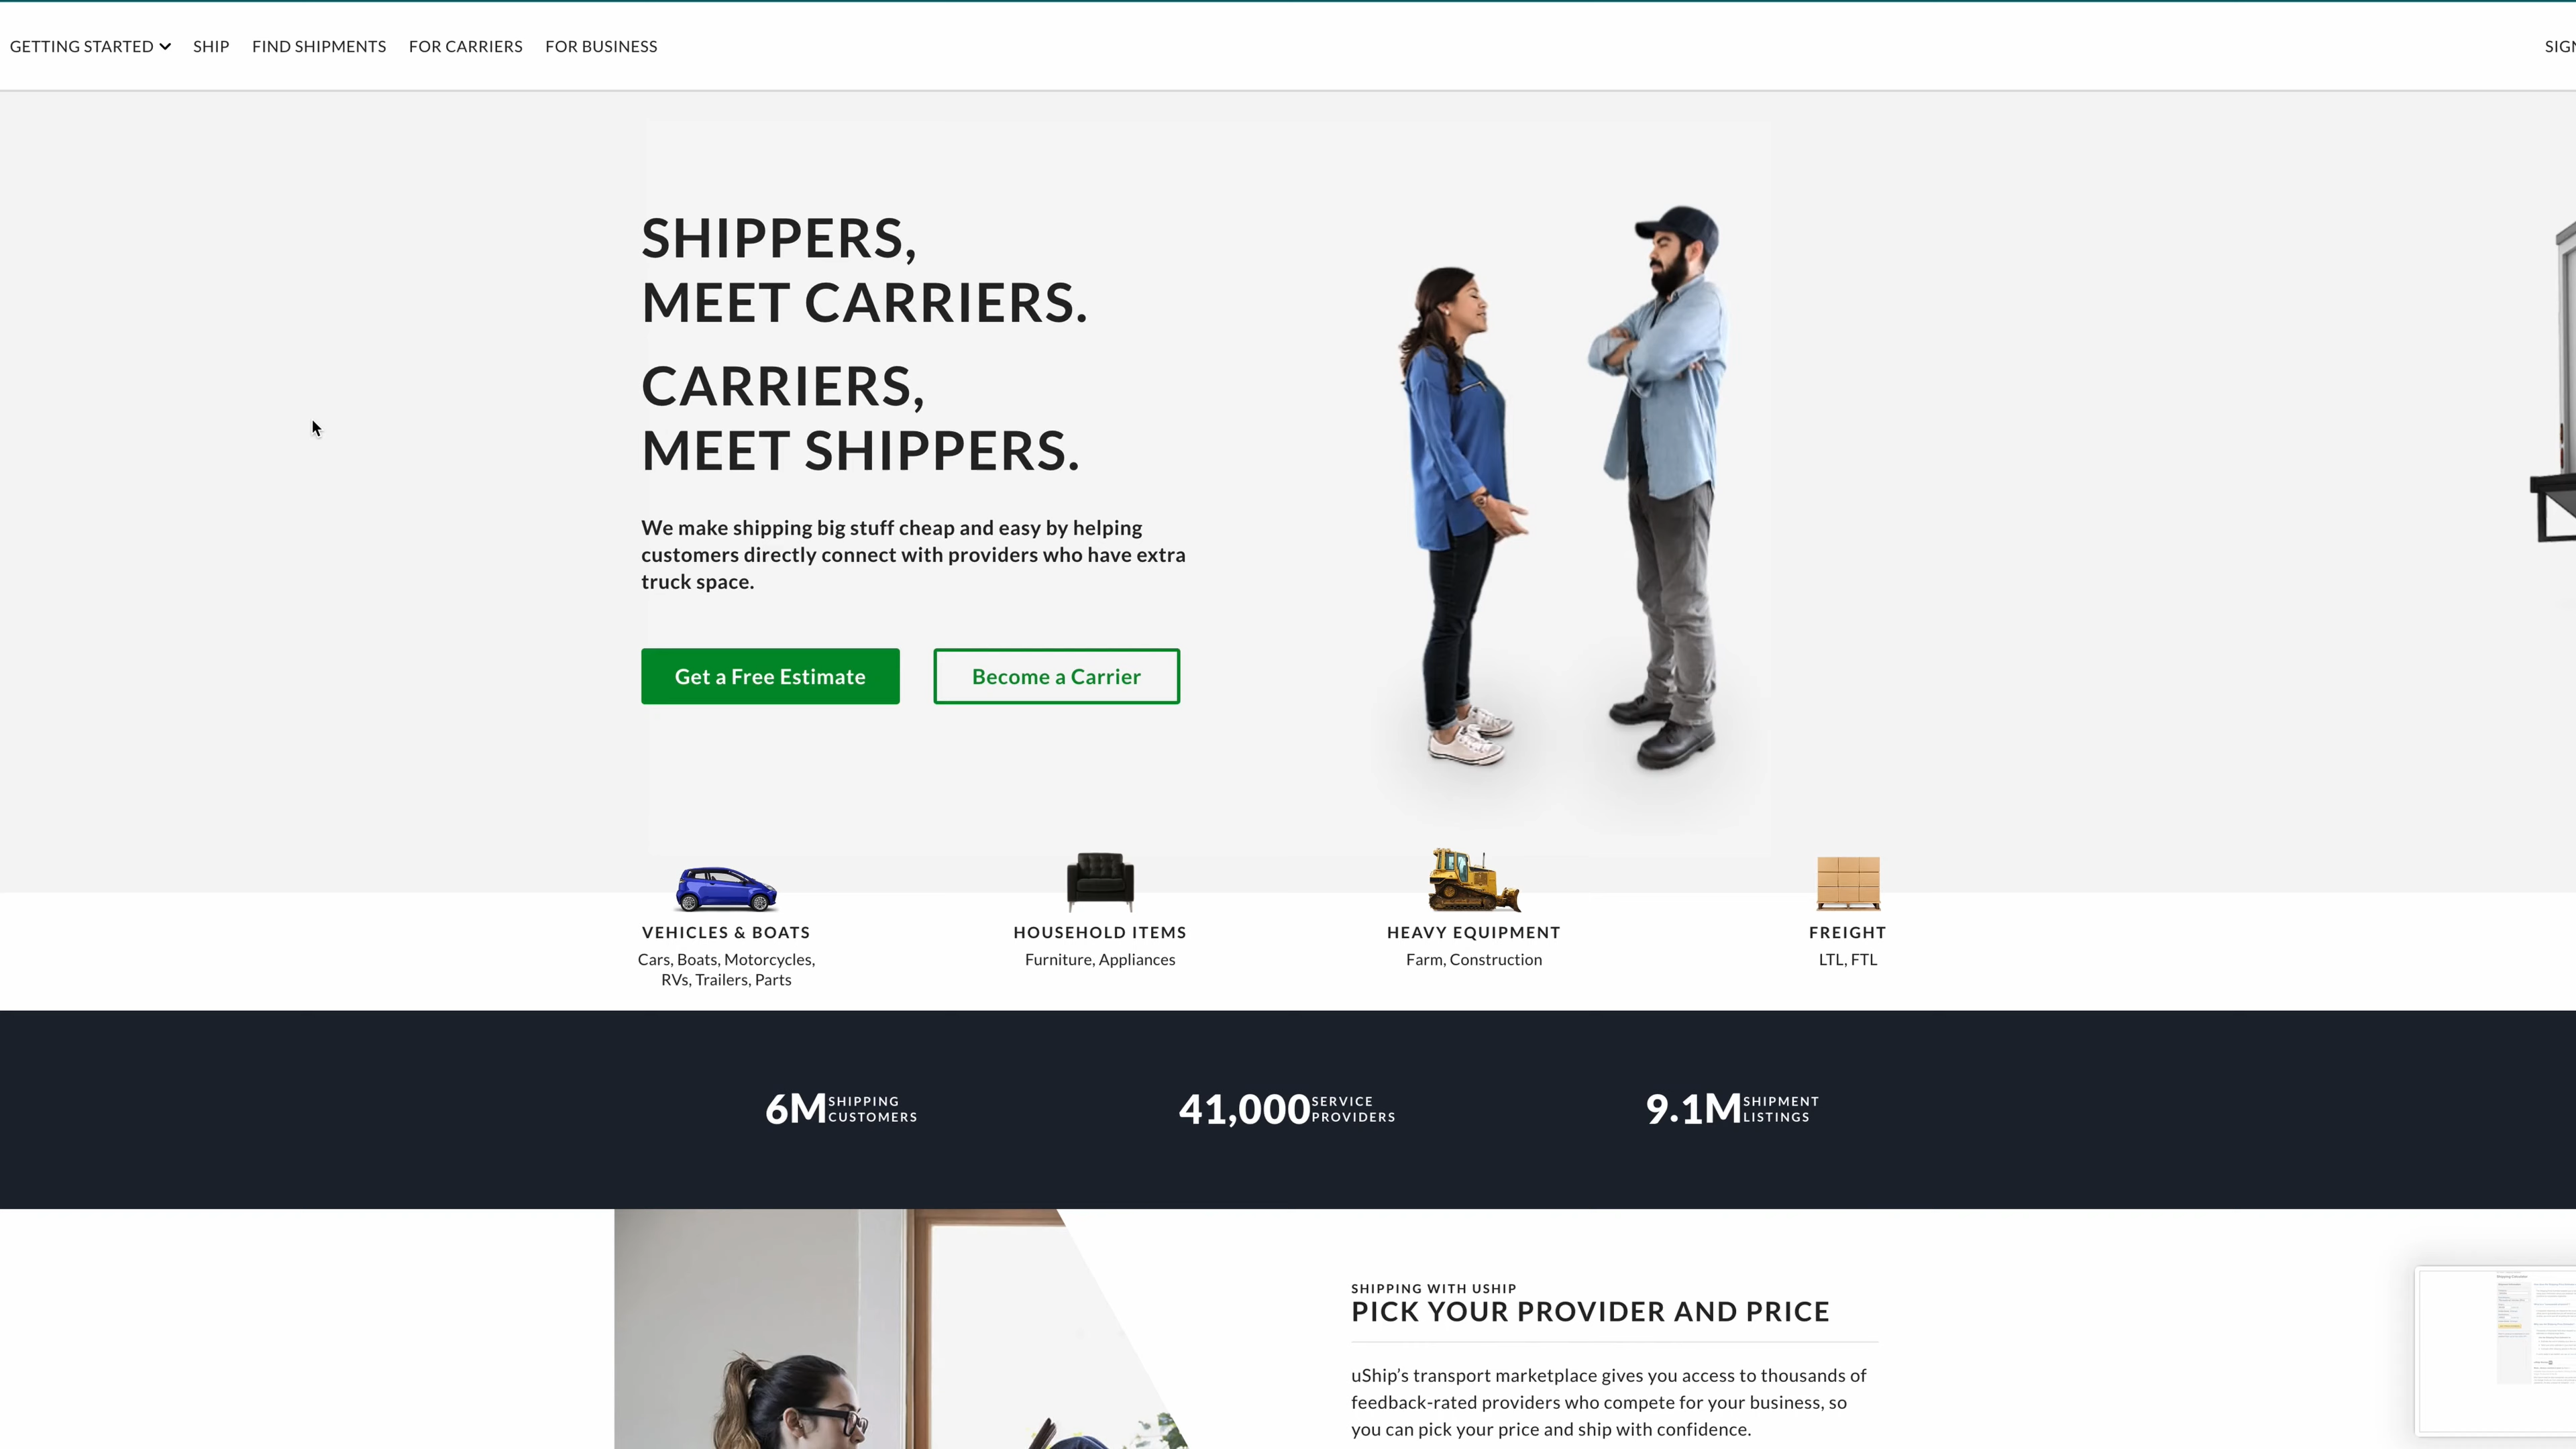 GETTING STARTED SHIP FIND SHIPMENTS FOR CARRIERS FOR BUSINESS
SHIPPERS,
MEET CARRIERS.
CARRIERS,
MEET SHIPPERS.
We make shipping big stuff cheap and easy by helping
customers directly connect with providers who have extra
truck space.
Get a Free Estimate Become a Carrier
VEHICLES & BOATS
Cars, Boats, Motorcycles,
RVs, Trailers, Parts
HOUSEHOLD ITEMS
Furniture, Appliances
HEAVY EQUIPMENT
Farm, Construction
FREIGHT
LTL, FTL
6M SHIPPING
CUSTOMERS
41,000 SERVICE
PROVIDERS
9.1M SHIPMENT
LISTINGS
SHIPPING WITH USHIP
PICK YOUR PROVIDER AND PRICE
uShip’s transport marketplace gives you access to thousands of
feedback-rated providers who compete for your business, so
you can pick your price and ship with confidence.